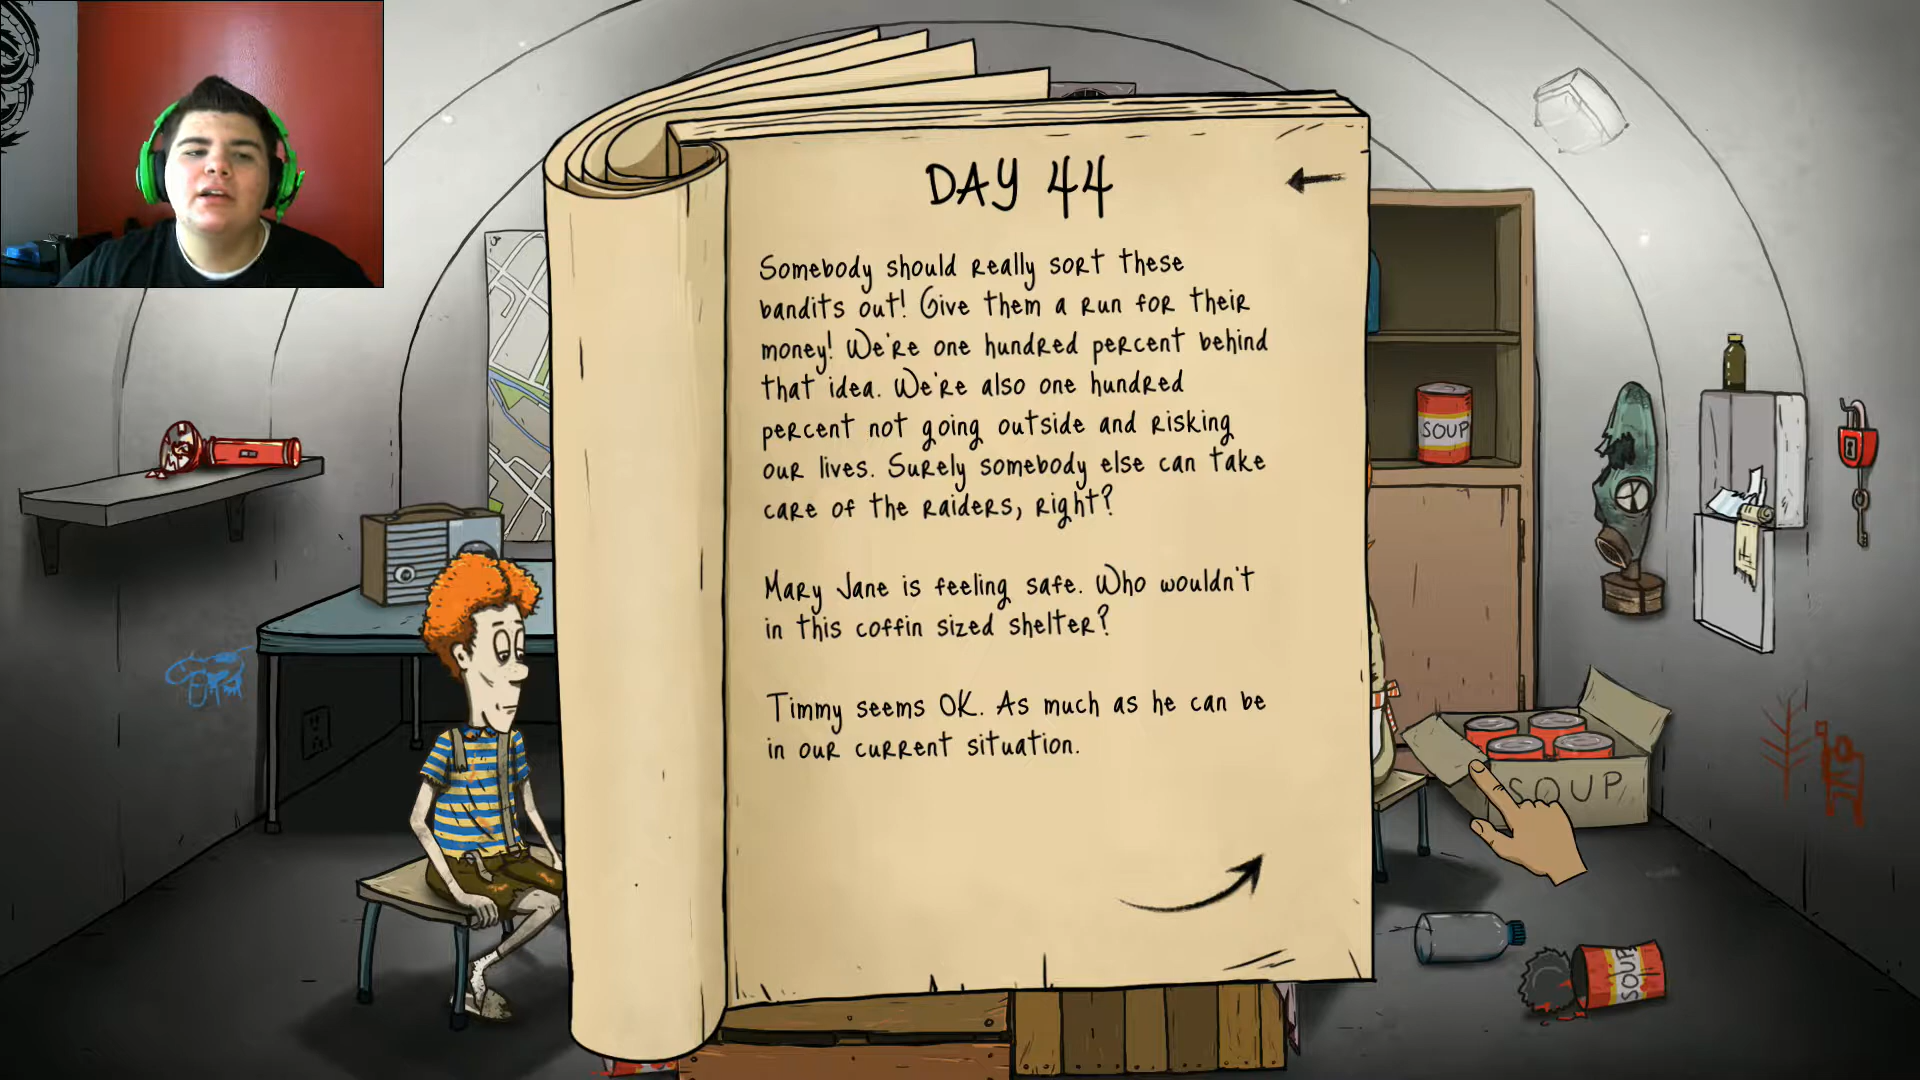 DAY 44
Somebody should really sort these
bandits out! Give them a run for their
money! We're one hundred percent behind
that idea. We're also one hundred
percent not going outside and risking
our lives. Surely somebody else can take
care of the raiders, right?
Mary Jane is feeling safe. Who wouldn't
in this coffin sized shelter?
Timmy seems OK. As much as he can be
in our current situation.
SOUP
SOUP
SOUP